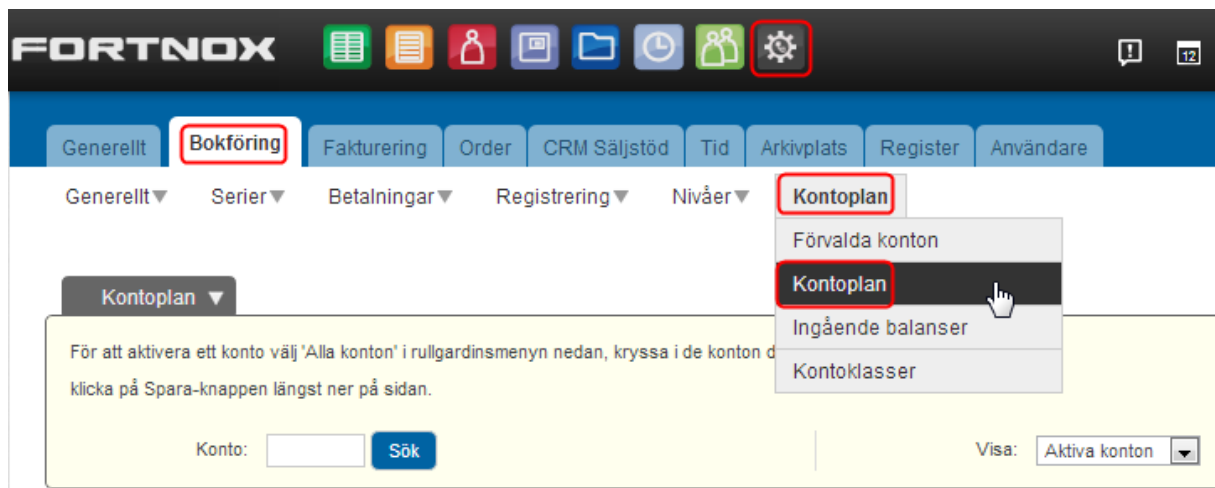 FORTNOX
12
Generellt Bokföring Fakturering Order CRM Säljstöd Tid Arkivplats Register Användare
Generellt Serier Betalningar Registrering Nivåer Kontoplan
Förvalda konton
Kontoplan
Ingående balanser
Kontoklasser
Kontoplan
För att aktivera ett konto välj 'Alla konton' i rullgardinsmenyn nedan, kryssa i de konton d
klicka på Spara-knappen längst ner på sidan.
Konto: Sök Visa: Aktiva konton